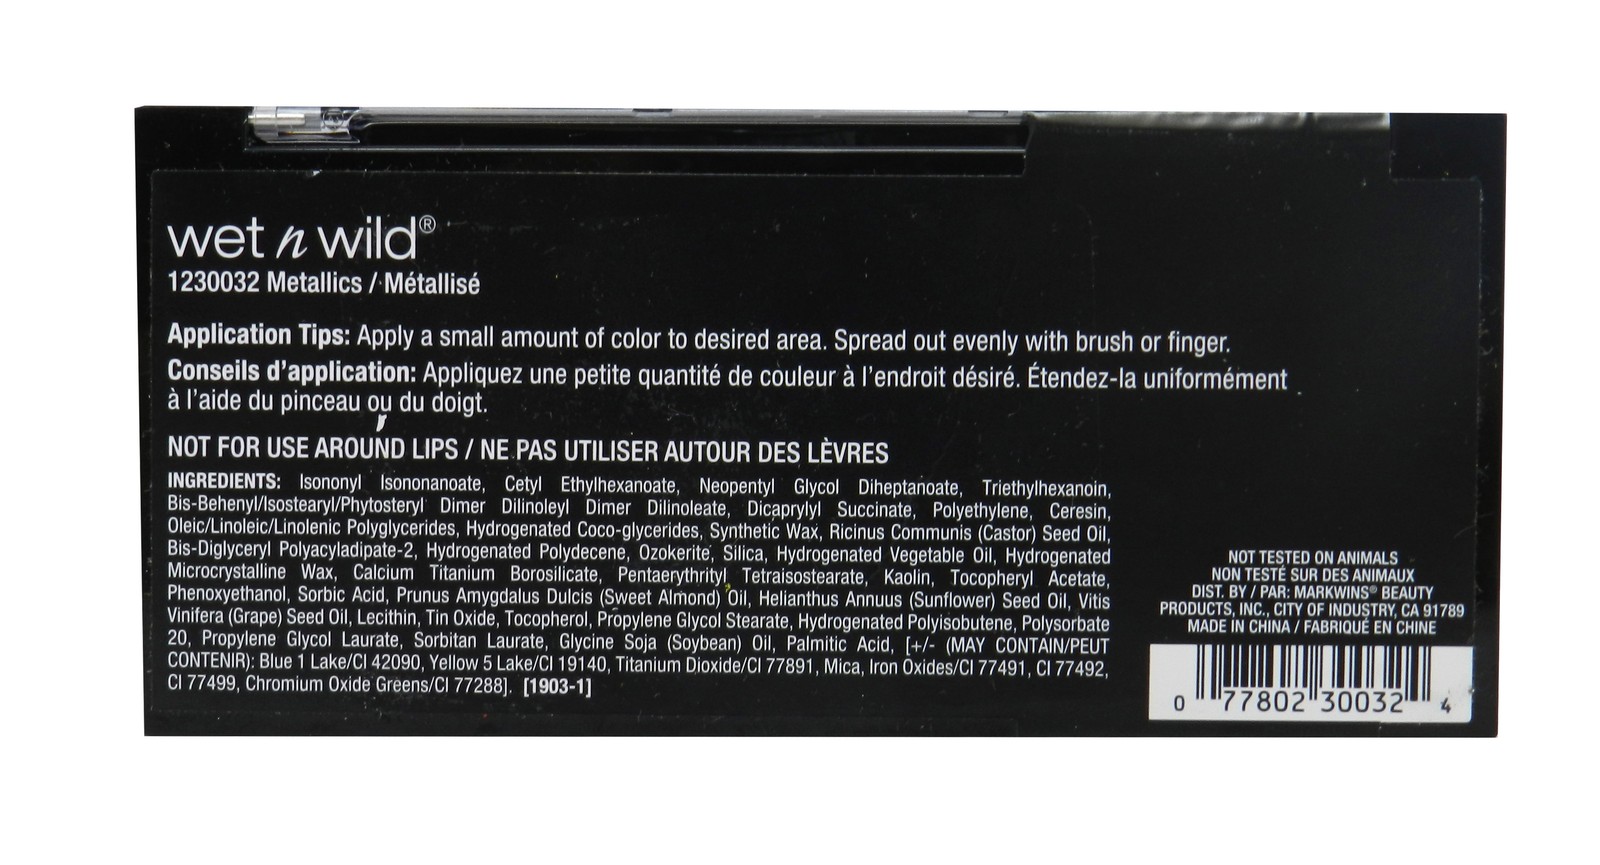 wet n wild®
1230032 Metallics / Métallisé
Application Tips: Apply a small amount of color to desired area. Spread out evenly with brush or finger.
Conseils d'application: Appliquez une petite quantité de couleur à l'endroit désiré. Étendez-la uniformément
à l'aide du pinceau ou du doigt.
NOT FOR USE AROUND LIPS / NE PAS UTILISER AUTOUR DES LÈVRES
INGREDIENTS: Isononyl Isononanoate, Cetyl Ethylhexanoate, Neopentyl Glycol Diheptanoate, Triethylhexanoin,
Bis-Behenyl/Isostearyl/Phytosteryl Dimer Dilinoleyl Dimer Dilinoleate, Dicaprylyl Succinate, Polyethylene, Ceresin,
Oleic/Linoleic/Linolenic Polyglycerides, Hydrogenated Coco-glycerides, Synthetic Wax, Ricinus Communis (Castor) Seed Oil,
Bis-Diglyceryl Polyacyladipate-2, Hydrogenated Polydecene, Ozokerite, Silica, Hydrogenated Vegetable Oil, Hydrogenated
Microcrystalline Wax, Calcium Titanium Borosilicate, Pentaerythrityl Tetraisostearate, Kaolin, Tocopheryl Acetate,
Phenoxyethanol, Sorbic Acid, Prunus Amygdalus Dulcis (Sweet Almond) Oil, Helianthus Annuus (Sunflower) Seed Oil, Vitis
Vinifera (Grape) Seed Oil, Lecithin, Tin Oxide, Tocopherol, Propylene Glycol Stearate, Hydrogenated Polyisobutene, Polysorbate
20, Propylene Glycol Laurate, Sorbitan Laurate, Glycine Soja (Soybean) Oil, Palmitic Acid, [+/- (MAY CONTAIN/PEUT
CONTENIR): Blue 1 Lake/CI 42090, Yellow 5 Lake/CI 19140, Titanium Dioxide/CI 77891, Mica, Iron Oxides/CI 77491, CI 77492,
CI 77499, Chromium Oxide Greens/CI 77288]. [1903-1]
NOT TESTED ON ANIMALS
NON TESTÉ SUR DES ANIMAUX
DIST. BY / PAR: MARKWINS® BEAUTY
PRODUCTS, INC., CITY OF INDUSTRY, CA 91789
MADE IN CHINA / FABRIQUÉ EN CHINE
0 77802 30032 4